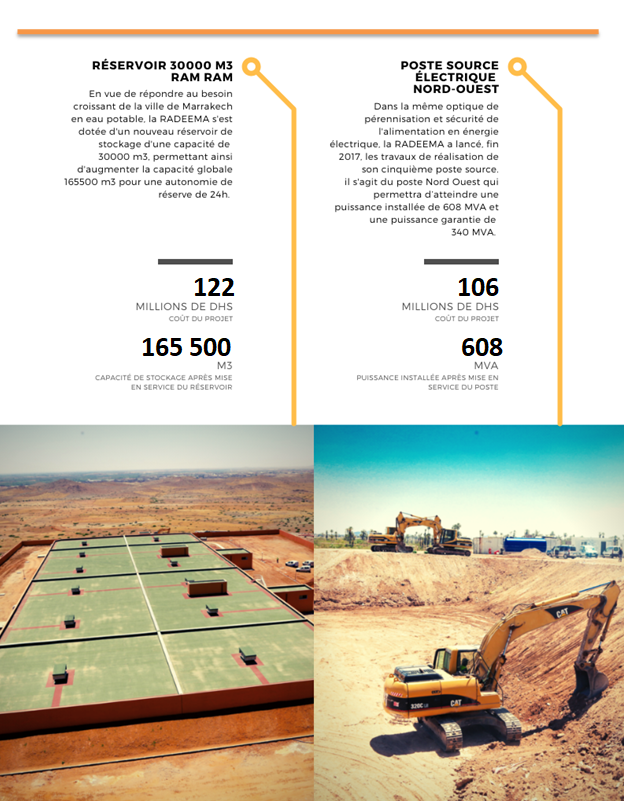 RÉSERVOIR 30000 M3
RAM RAM
En vue de répondre au besoin
croissant de la ville de Marrakech
en eau potable, la RADEEMA s'est
dotée d'un nouveau réservoir de
stockage d'une capacité de
30000 m3, permettant ainsi
d'augmenter la capacité globale
165500 m3 pour une autonomie de
réserve de 24h.
122
MILLIONS DE DHS
COÛT DU PROJET
165 500
M3
CAPACITÉ DE STOCKAGE APRÈS MISE
EN SERVICE DU RÉSERVOIR
POSTE SOURCE
ÉLECTRIQUE
NORD-OUEST
Dans la même optique de
pérennisation et sécurité de
l'alimentation en énergie
électrique, la RADEEMA a lancé, fin
2017, les travaux de réalisation de
son cinquième poste source.
il s'agit du poste Nord Ouest qui
permettra d'atteindre une
puissance installée de 608 MVA et
une puissance garantie de
340 MVA.
106
MILLIONS DE DHS
COÛT DU PROJET
608
MVA
PUISSANCE INSTALLÉE APRÈS MISE EN
SERVICE DU POSTE
CAT
320C
CAT